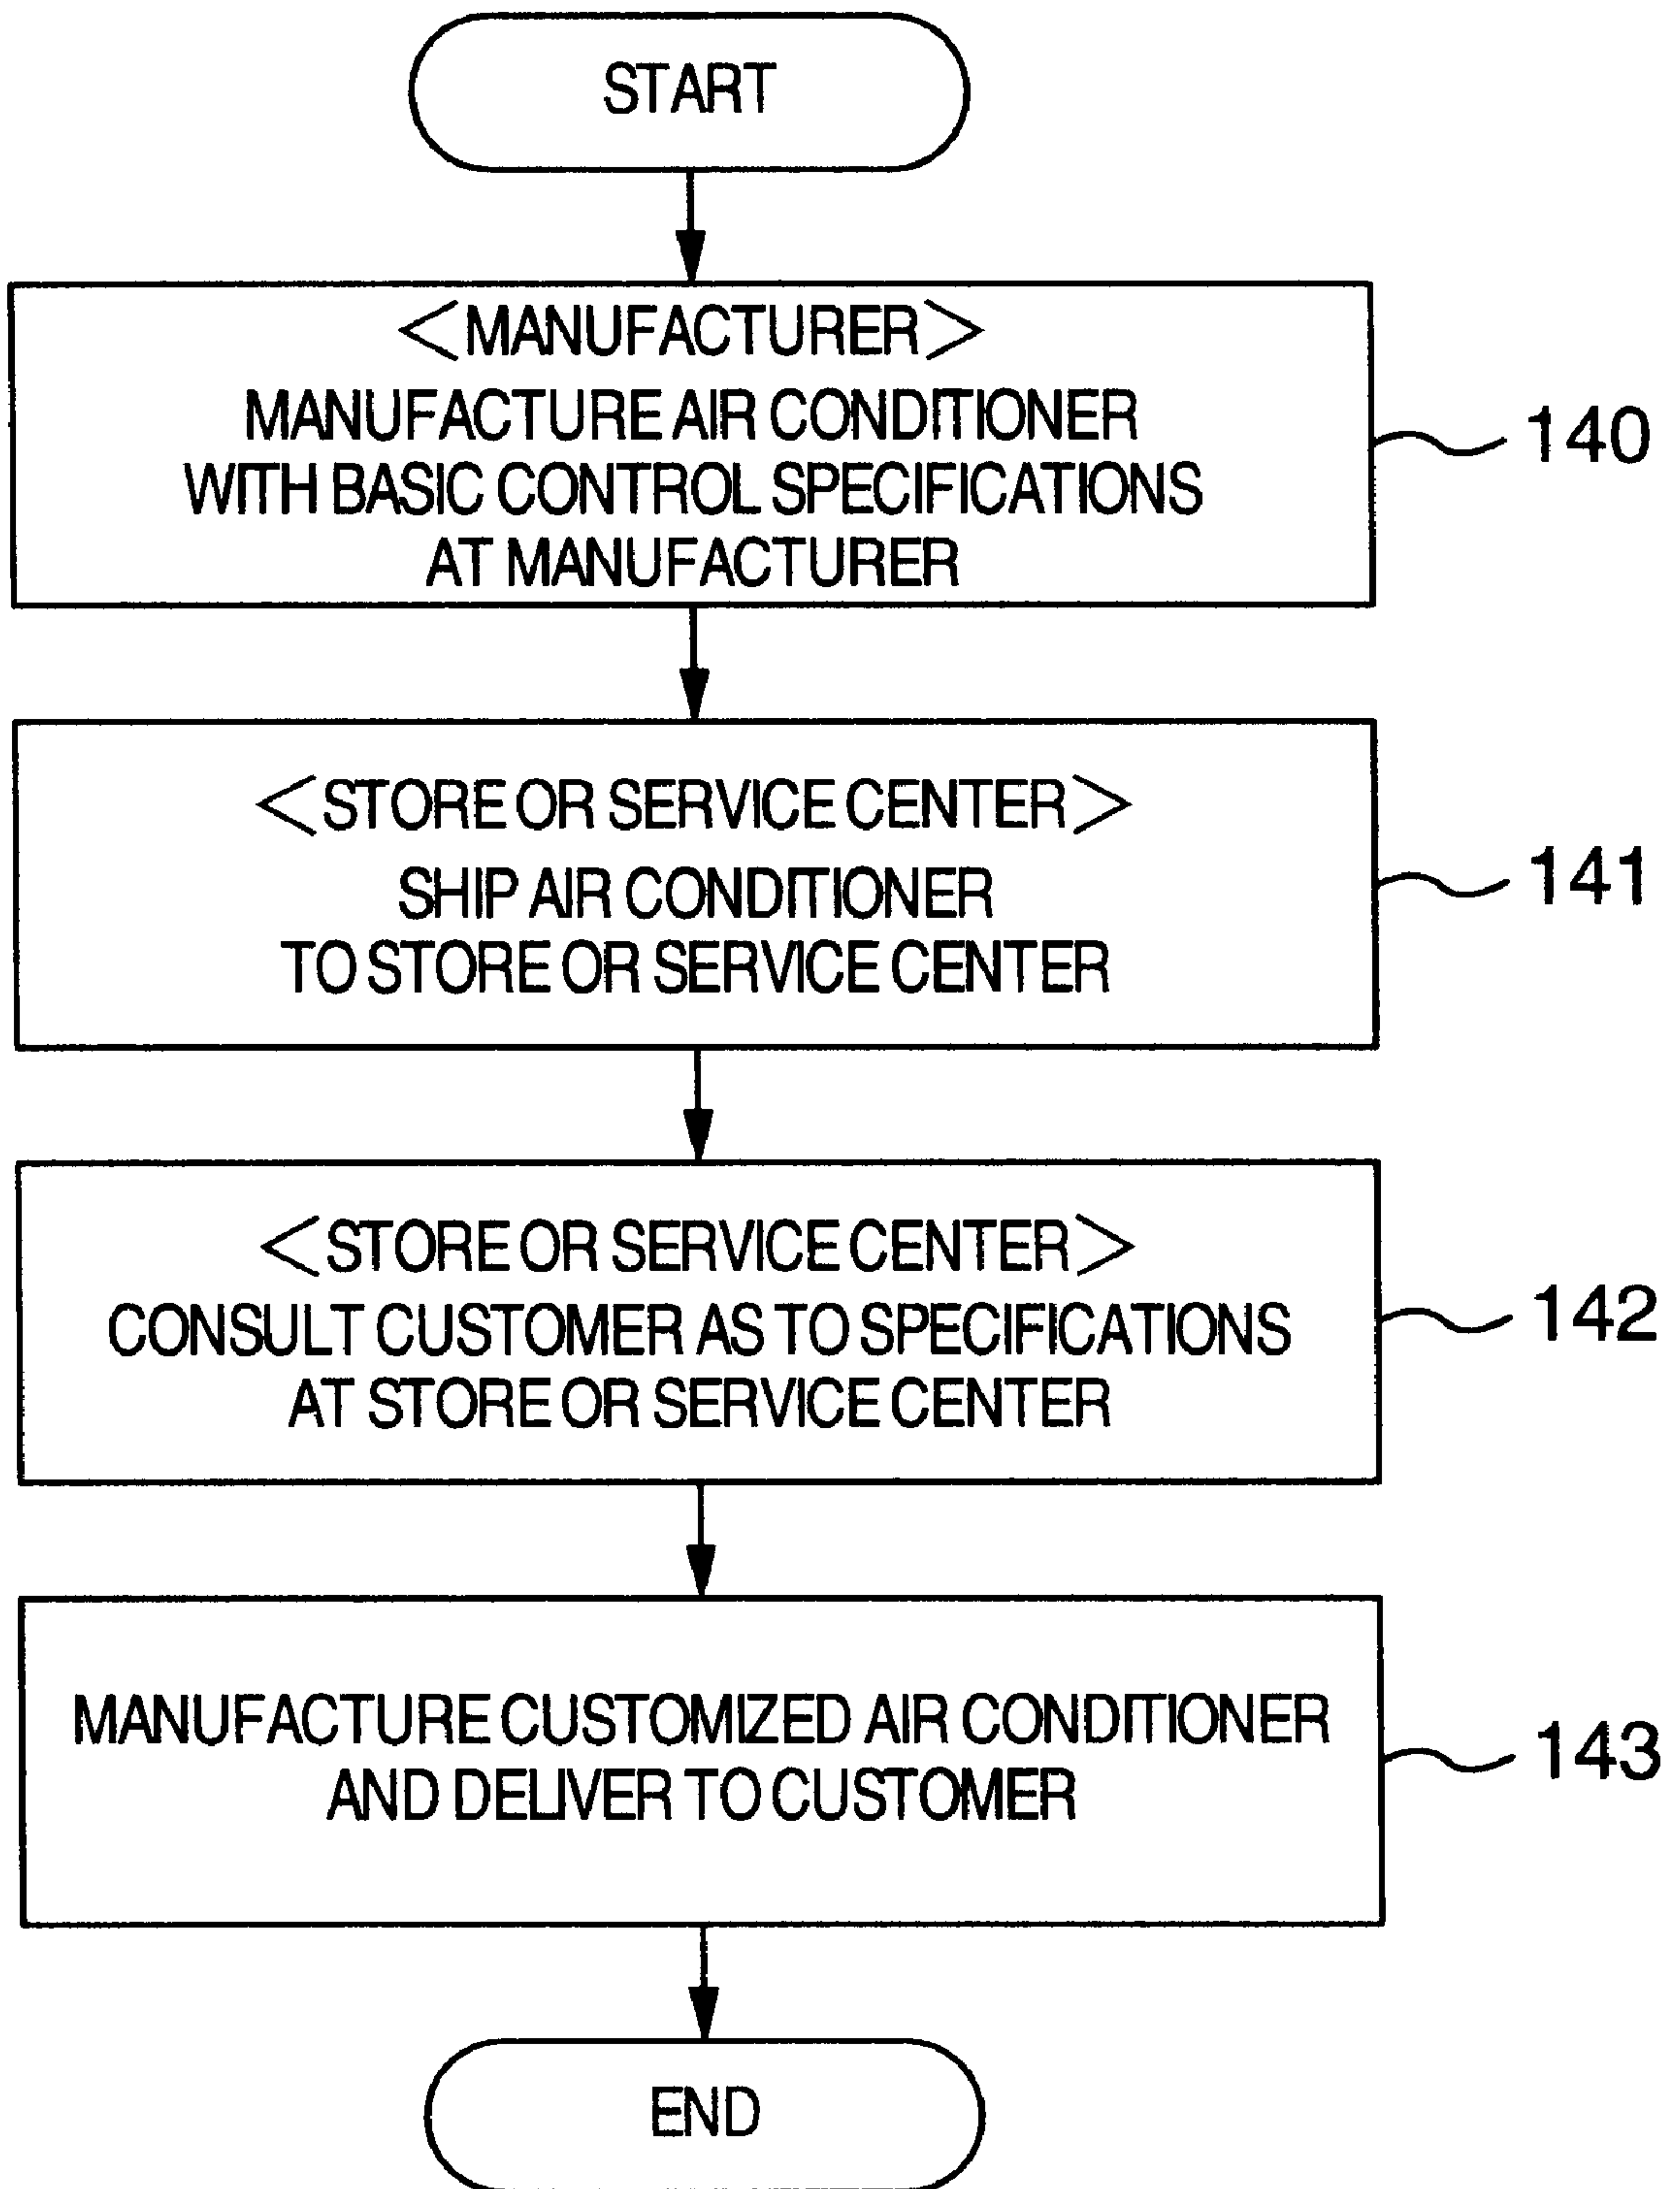 START
<MANUFACTURER>
MANUFACTURE AIR CONDITIONER
WITH BASIC CONTROL SPECIFICATIONS
AT MANUFACTURER
140
<STORE OR SERVICE CENTER>
SHIP AIR CONDITIONER
TO STORE OR SERVICE CENTER
141
<STORE OR SERVICE CENTER>
CONSULT CUSTOMER AS TO SPECIFICATIONS
AT STORE OR SERVICE CENTER
142
MANUFACTURE CUSTOMIZED AIR CONDITIONER
AND DELIVER TO CUSTOMER
143
END